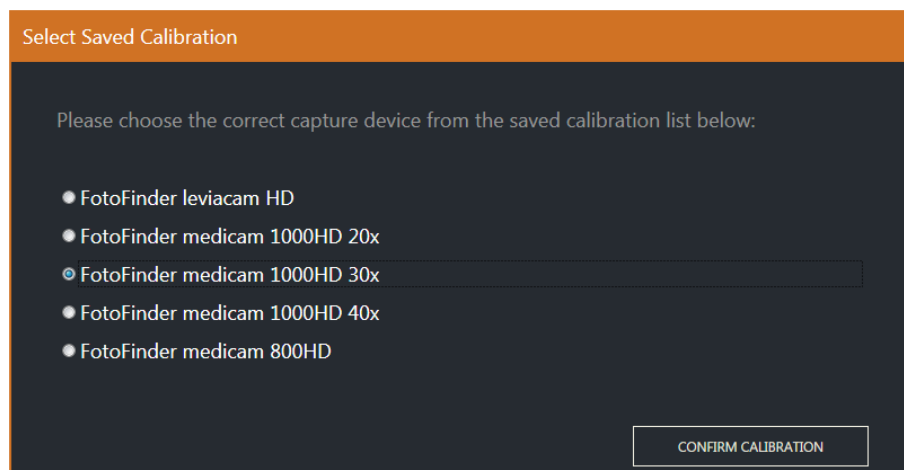 Select Saved Calibration
Please choose the correct capture device from the saved calibration list below:
FotoFinder leviacam HD
FotoFinder medicam 1000HD 20x
FotoFinder medicam 1000HD 30x
FotoFinder medicam 1000HD 40x
FotoFinder medicam 800HD
CONFIRM CALIBRATION